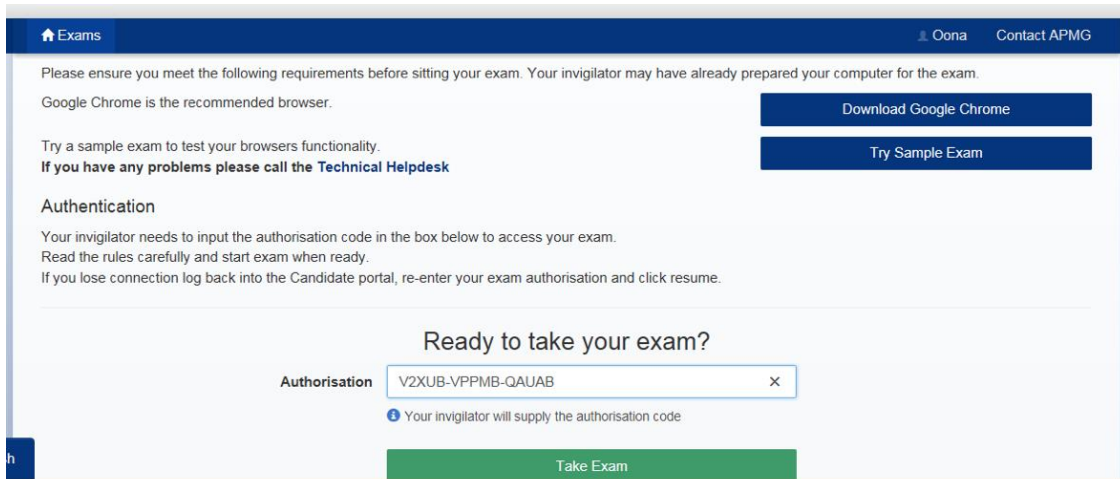 Exams
Oona Contact APMG
Please ensure you meet the following requirements before sitting your exam. Your invigilator may have already prepared your computer for the exam.
Google Chrome is the recommended browser.
Download Google Chrome
Try a sample exam to test your browsers functionality.
Try Sample Exam
If you have any problems please call the Technical Helpdesk
Authentication
Your invigilator needs to input the authorisation code in the box below to access your exam.
Read the rules carefully and start exam when ready.
If you lose connection log back into the Candidate portal, re-enter your exam authorisation and click resume.
Ready to take your exam?
Authorisation V2XUB-VPPMB-QAUAB
Your invigilator will supply the authorisation code
h
Take Exam